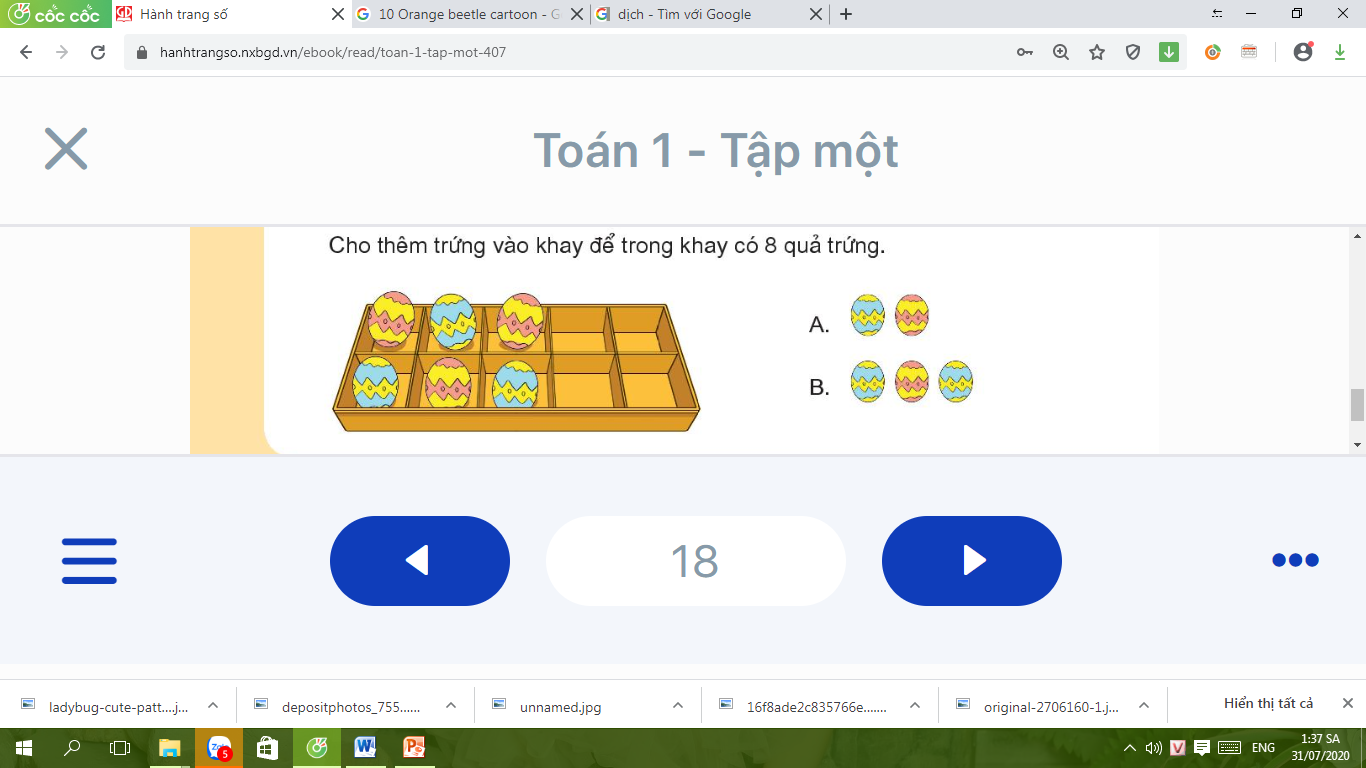 cốc cốc
Hành trang số
10 Orange beetle cartoon - G
dịch - Tìm với Google
hanhtrangso.nxbgd.vn/ebook/read/toan-1-tap-mot-407
Toán 1 - Tập một
Cho thêm trứng vào khay để trong khay có 8 quả trứng.
A.
B.
18
ladybug-cute-patt....j...
depositphotos_755......
unnamed.jpg
16f8ade2c835766e.......
original-2706160-1.j...
Hiển thị tất cả
5
ENG
1:37 SA
31/07/2020